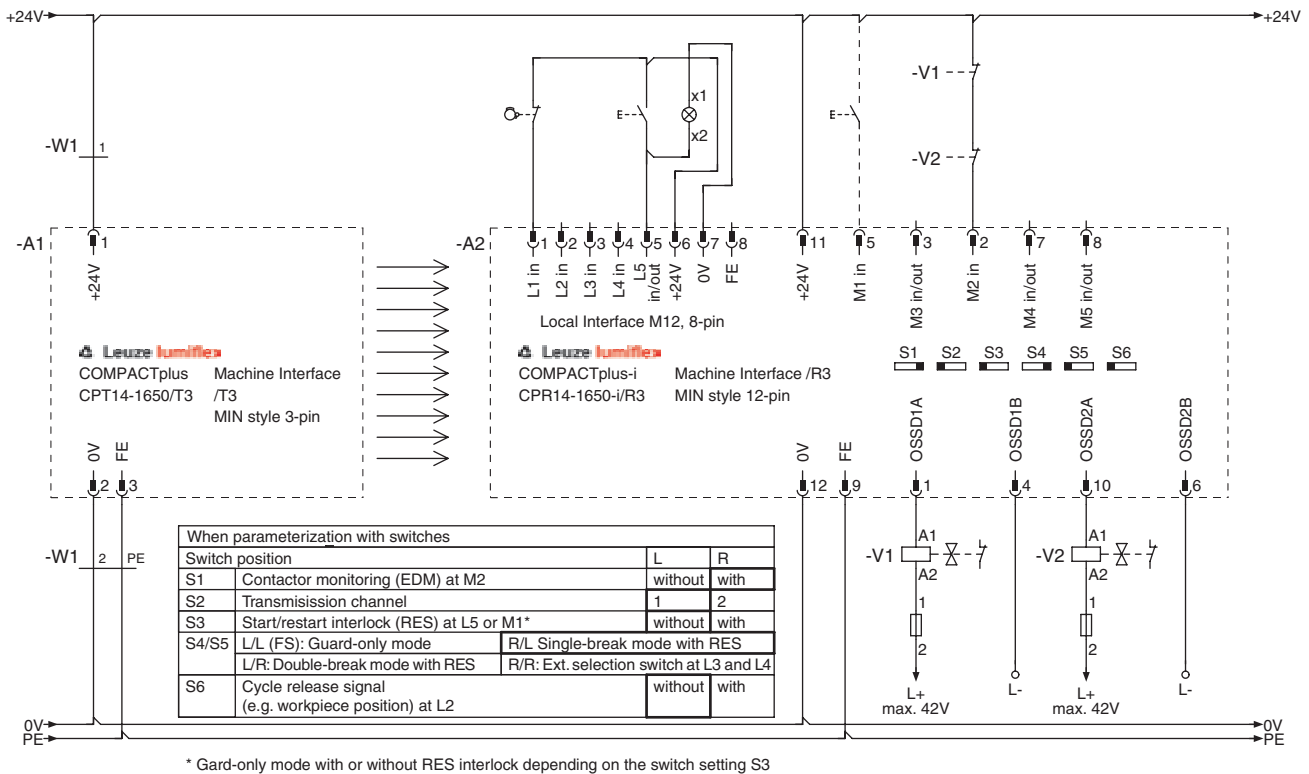 +24V
+24V
-V1
x1
E
x2
E
-W1 1
-V2
-A1
1
-A2
1 2 3 4 5 6 7 8
11 5 3 2 7 8
+24V
L1 in
L2 in
L3 in
L4 in
L5 in/out
+24V
0V
FE
+24V
M1 in
M3 in/out
M2 in
M4 in/out
M5 in/out
Local Interface M12, 8-pin
Leuze lumiflex
COMPACTplus
CPT14-1650/T3
Machine Interface
/T3
MIN style 3-pin
Leuze lumiflex
COMPACTplus-i
CPR14-1650-i/R3
Machine Interface /R3
MIN style 12-pin
S1 S2 S3 S4 S5 S6
0V
FE
0V
FE
OSSD1A
OSSD1B
OSSD2A
OSSD2B
2 3
12 9 1 4 10 6
-W1 2 PE
When parameterization with switches
Switch position L R
S1 Contactor monitoring (EDM) at M2 without with
S2 Transmisission channel 1 2
S3 Start/restart interlock (RES) at L5 or M1* without with
S4/S5 L/L (FS): Guard-only mode R/L Single-break mode with RES
L/R: Double-break mode with RES R/R: Ext. selection switch at L3 and L4
S6 Cycle release signal without with
(e.g. workpiece position) at L2
-V1
A1
A2
1
2
L+
max. 42V
L-
-V2
A1
A2
1
2
L+
max. 42V
L-
0V
PE
0V
PE
* Gard-only mode with or without RES interlock depending on the switch setting S3